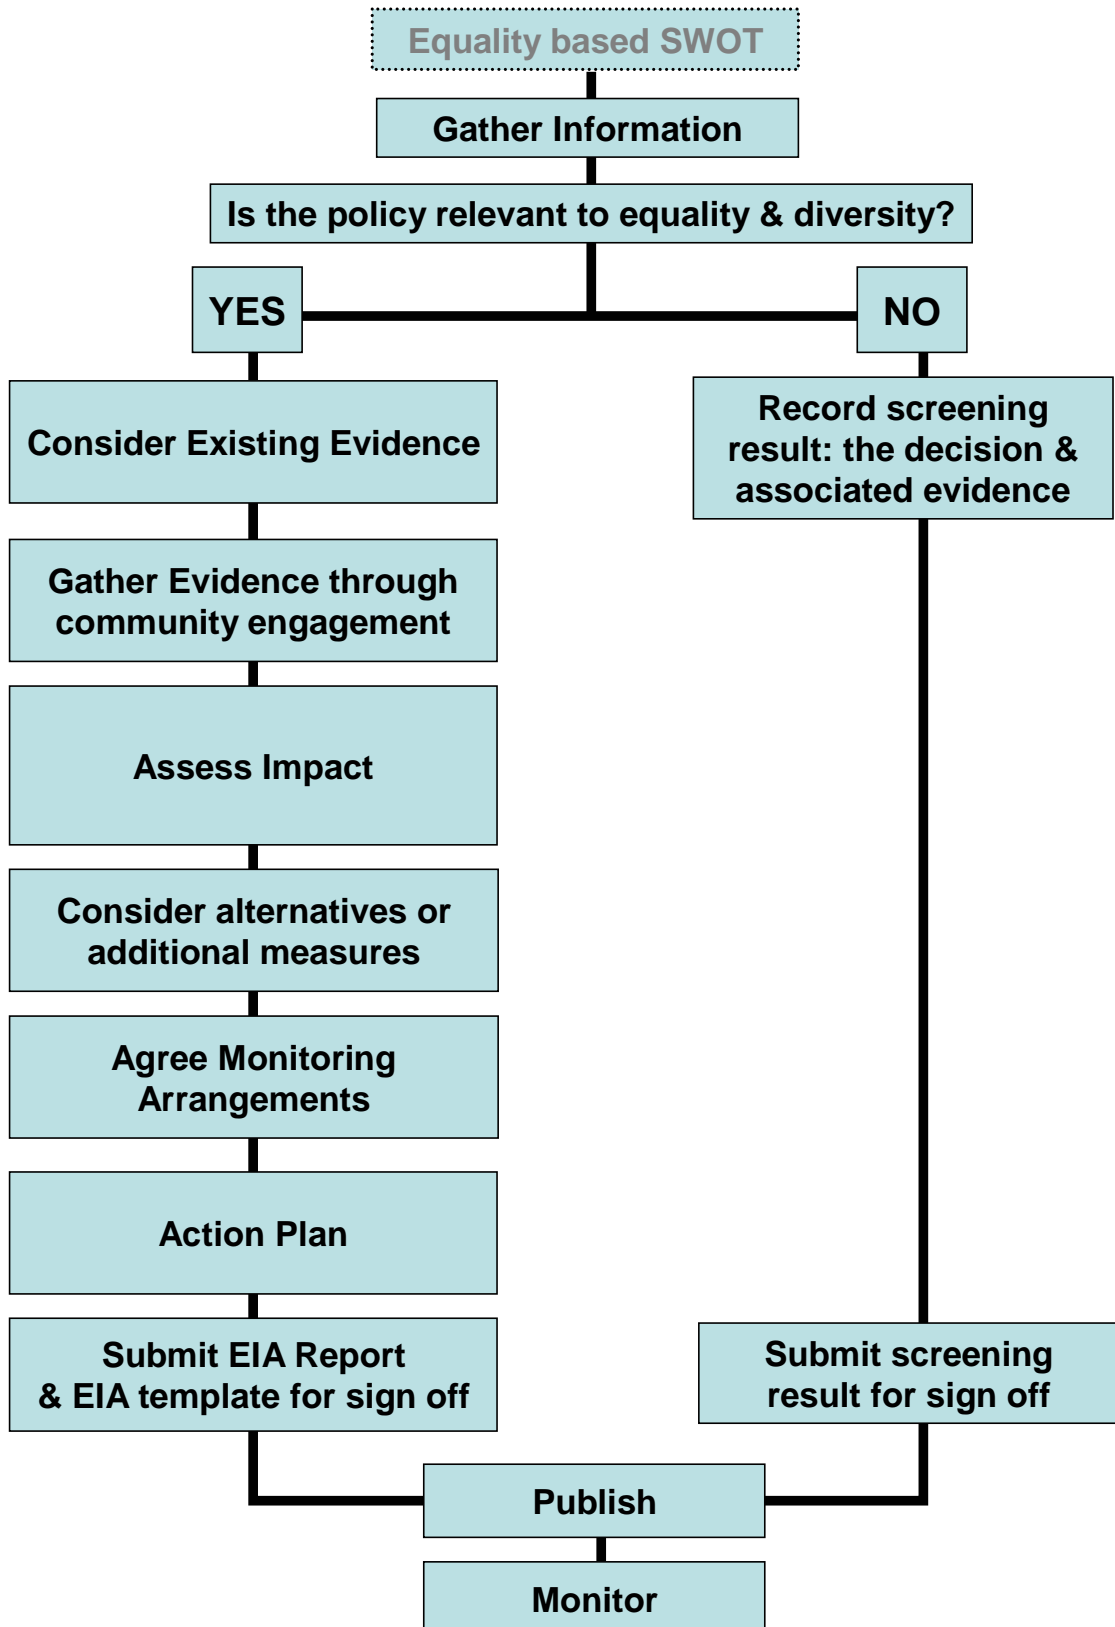 Equality based SWOT
Gather Information
Is the policy relevant to equality & diversity?
YES
NO
Consider Existing Evidence
Gather Evidence through
community engagement
Assess Impact
Consider alternatives or
additional measures
Agree Monitoring
Arrangements
Action Plan
Submit EIA Report
& EIA template for sign off
Record screening
result: the decision &
associated evidence
Submit screening
result for sign off
Publish
Monitor